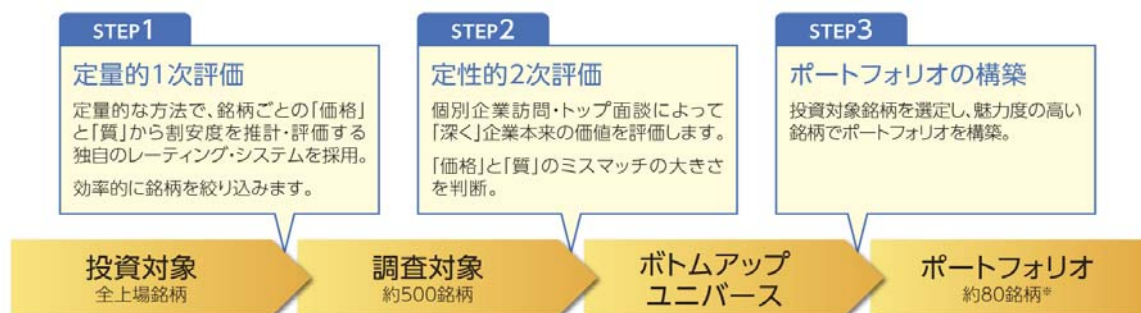 STEP1
定量的1次評価
定量的な方法で、銘柄ごとの「価格」
と「質」から割安度を推計・評価する
独自のレーティング・システムを採用。
効率的に銘柄を絞り込みます。
STEP2
定性的2次評価
個別企業訪問・トップ面談によって
「深く」企業本来の価値を評価します。
「価格」と「質」のミスマッチの大きさ
を判断。
STEP3
ポートフォリオの構築
投資対象銘柄を選定し、魅力度の高い
銘柄でポートフォリオを構築。
投資対象
全上場銘柄
調査対象
約500銘柄
ボトムアップ
ユニバース
ポートフォリオ
約80銘柄※